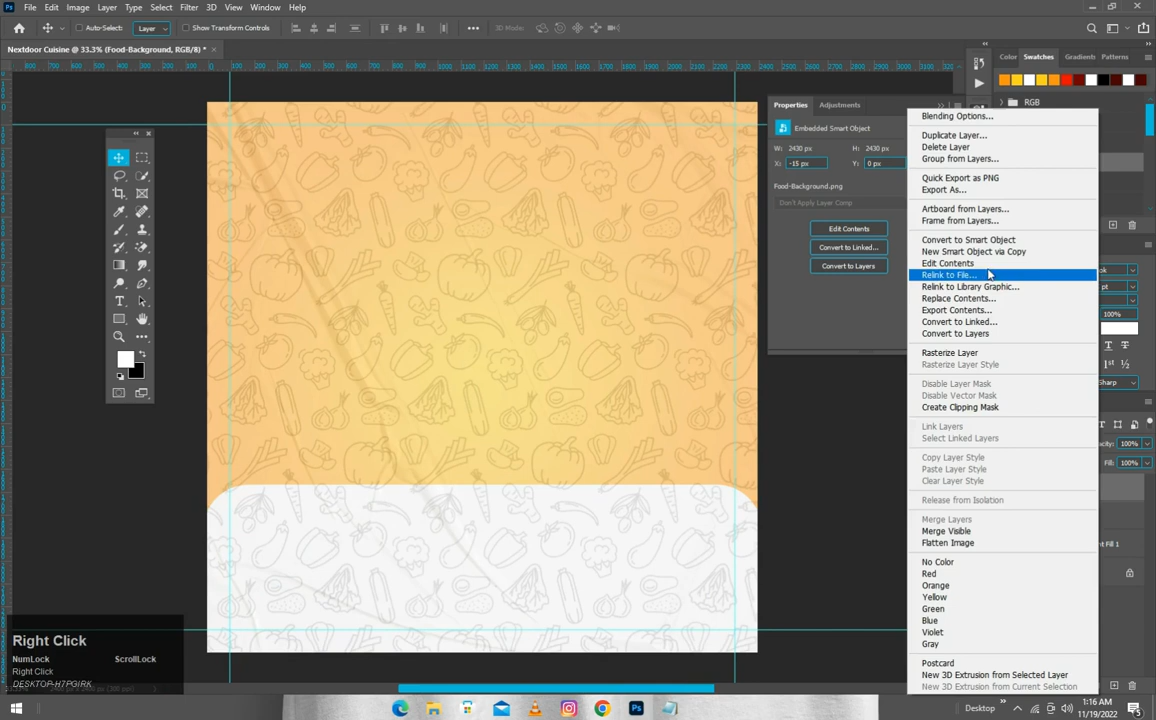 File Edit Image Layer Type Select Filter 3D View Window Help
Auto-Select: Layer Show Transform Controls 3D Mode:
Nextdoor Cuisine @ 33.3% (Food-Background, RGB/8) *
Color Swatches Gradients Patterns
RGB
Properties Adjustments
Embedded Smart Object
W: 2430 px H: 2430 px
X: -15 px Y: 0 px
Food-Background.png
Don't Apply Layer Comp
Edit Contents
Convert to Linked...
Convert to Layers
Blending Options...
Duplicate Layer...
Delete Layer
Group from Layers...
Quick Export as PNG
Export As...
Artboard from Layers...
Frame from Layers...
Convert to Smart Object
New Smart Object via Copy
Edit Contents
Relink to File...
Relink to Library Graphic...
Replace Contents...
Export Contents...
Convert to Linked...
Convert to Layers
Rasterize Layer
Rasterize Layer Style
Disable Layer Mask
Disable Vector Mask
Create Clipping Mask
Link Layers
Select Linked Layers
Copy Layer Style
Paste Layer Style
Clear Layer Style
Release from Isolation
Merge Layers
Merge Visible
Flatten Image
No Color
Red
Orange
Yellow
Green
Blue
Violet
Gray
Postcard
New 3D Extrusion from Selected Layer
New 3D Extrusion from Current Selection
100%
Sharp
100%
Fill: 100%
Right Click
NumLock ScrollLock
Right Click
DESKTOP-H7PGIRK
Desktop
1:16 AM
11/19/2022